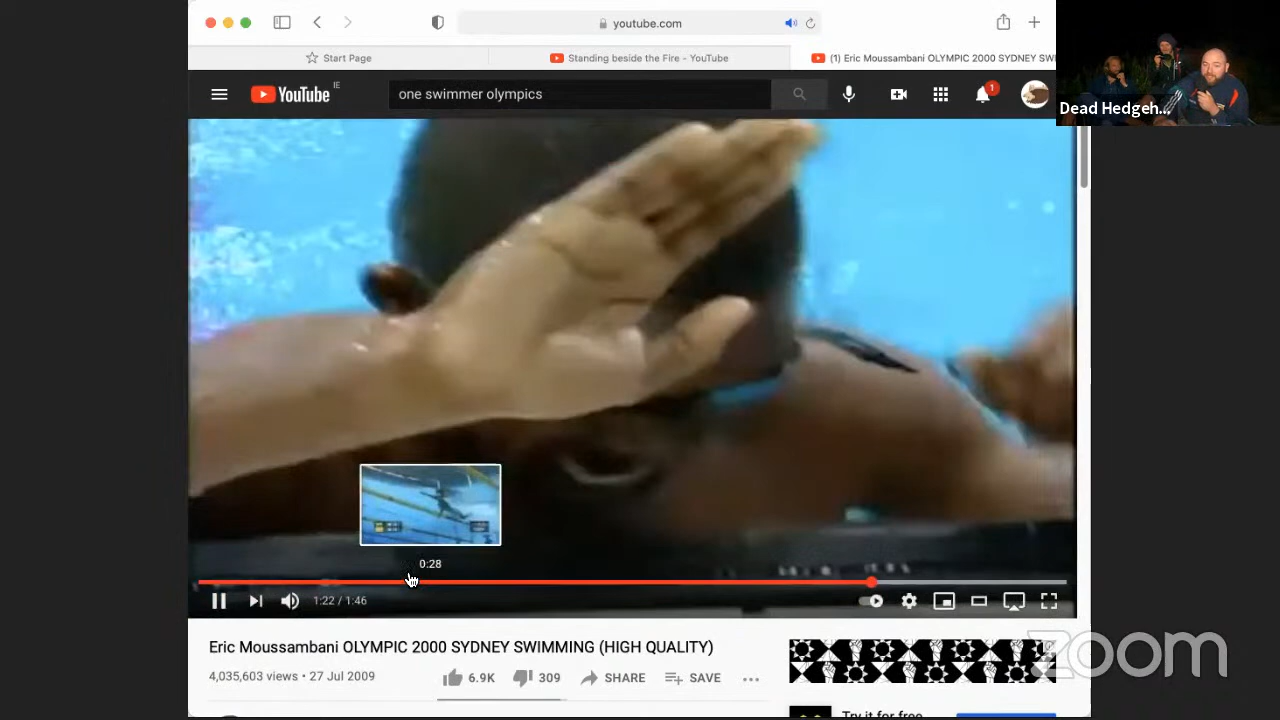 youtube.com
Start Page
Standing beside the Fire - YouTube
(1) Eric Moussambani OLYMPIC 2000 SYDNEY SWI
Dead Hedgeh...
YouTube IE
one swimmer olympics
1
0:28
1:22 / 1:46
Eric Moussambani OLYMPIC 2000 SYDNEY SWIMMING (HIGH QUALITY)
4,035,603 views • 27 Jul 2009
6.9K
309
SHARE
SAVE
Try it for free
zoom